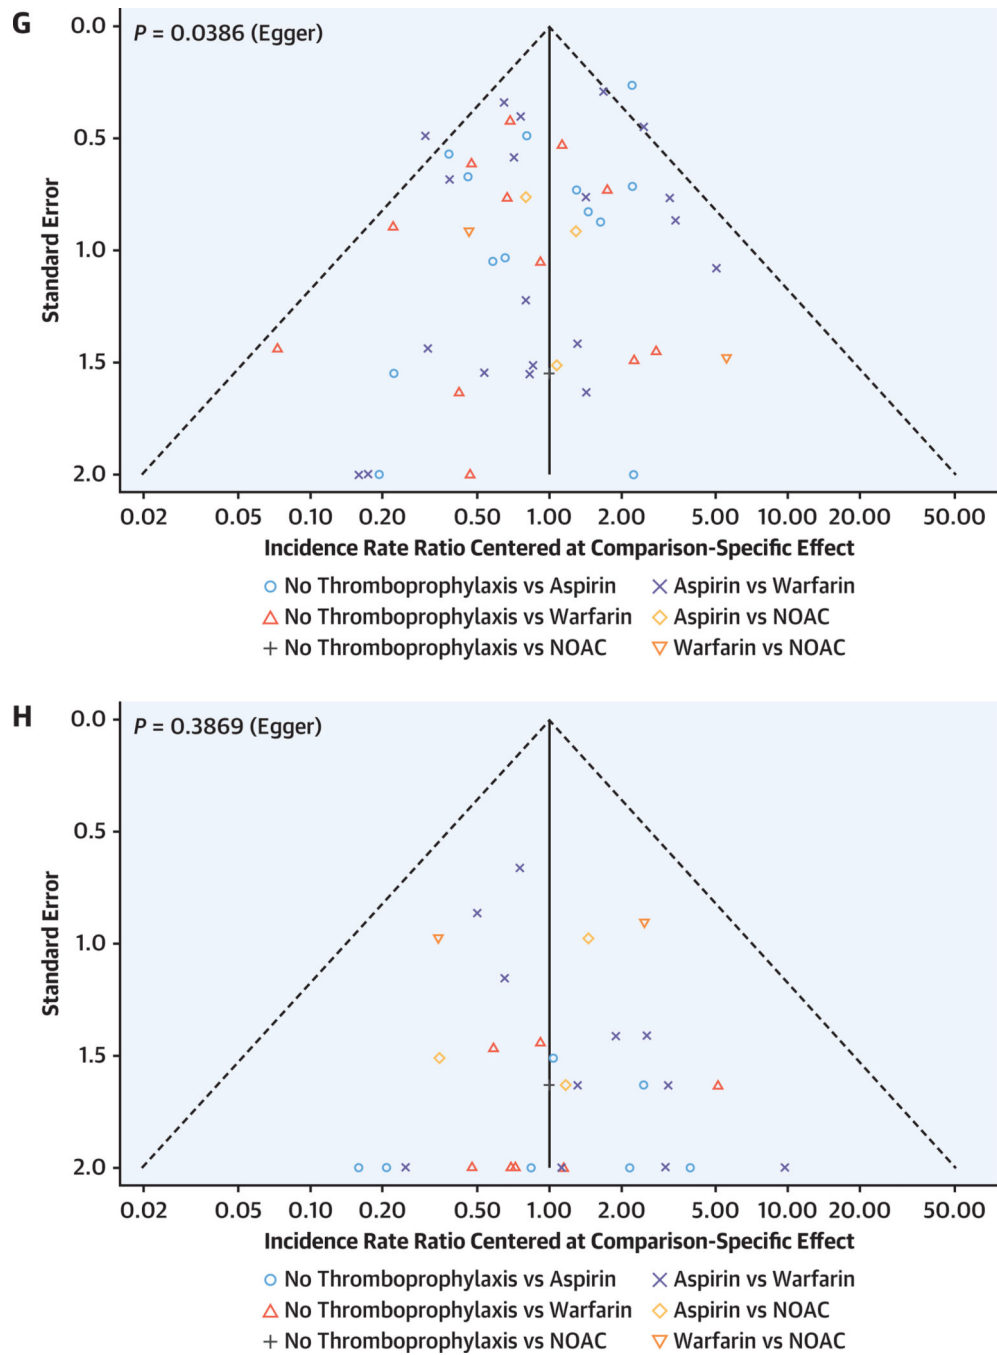 G
P = 0.0386 (Egger)
Standard Error
0.0
0.5
1.0
1.5
2.0
0.02 0.05 0.10 0.20 0.50 1.00 2.00 5.00 10.00 20.00 50.00
Incidence Rate Ratio Centered at Comparison-Specific Effect
No Thromboprophylaxis vs Aspirin Aspirin vs Warfarin
No Thromboprophylaxis vs Warfarin Aspirin vs NOAC
No Thromboprophylaxis vs NOAC Warfarin vs NOAC
H
P = 0.3869 (Egger)
Standard Error
0.0
0.5
1.0
1.5
2.0
0.02 0.05 0.10 0.20 0.50 1.00 2.00 5.00 10.00 20.00 50.00
Incidence Rate Ratio Centered at Comparison-Specific Effect
No Thromboprophylaxis vs Aspirin Aspirin vs Warfarin
No Thromboprophylaxis vs Warfarin Aspirin vs NOAC
No Thromboprophylaxis vs NOAC Warfarin vs NOAC